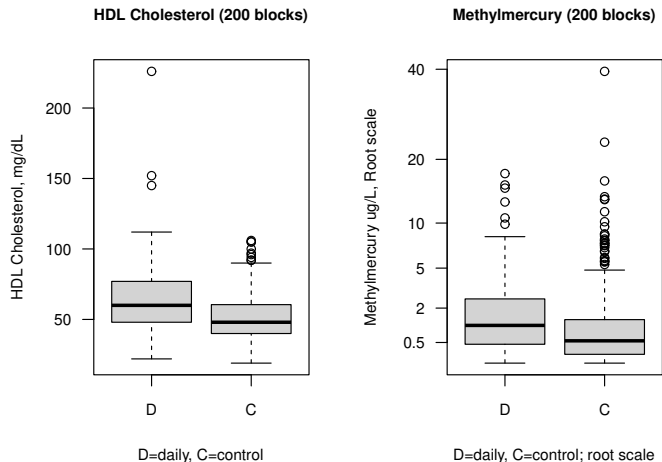 HDL Cholesterol (200 blocks)
HDL Cholesterol, mg/dL
200
150
100
50
D
C
D=daily, C=control
Methylmercury (200 blocks)
Methylmercury ug/L, Root scale
40
20
10
5
2
0.5
D
C
D=daily, C=control; root scale